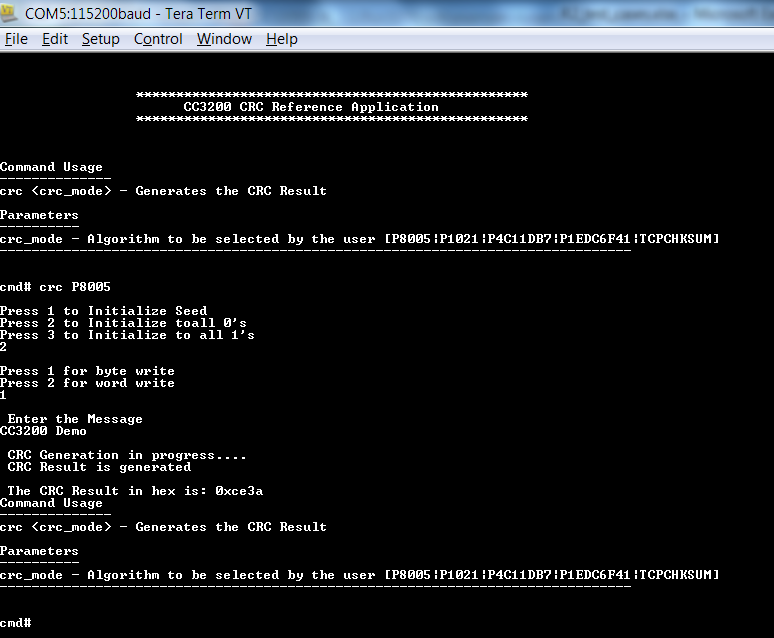 COM5:115200baud - Tera Term VT
File Edit Setup Control Window Help
*************************************************
CC3200 CRC Reference Application
*************************************************
Command Usage
--------------
crc <crc_mode> - Generates the CRC Result
Parameters
----------
crc_mode - Algorithm to be selected by the user [P8005|P1021|P4C11DB7|P1EDC6F41|TCPCHKSUM]
-------------------------------------------------------------------------------
cmd# crc P8005
Press 1 to Initialize Seed
Press 2 to Initialize toall 0's
Press 3 to Initialize to all 1's
2
Press 1 for byte write
Press 2 for word write
1
Enter the Message
CC3200 Demo
CRC Generation in progress....
CRC Result is generated
The CRC Result in hex is: 0xce3a
Command Usage
--------------
crc <crc_mode> - Generates the CRC Result
Parameters
----------
crc_mode - Algorithm to be selected by the user [P8005|P1021|P4C11DB7|P1EDC6F41|TCPCHKSUM]
-------------------------------------------------------------------------------
cmd#